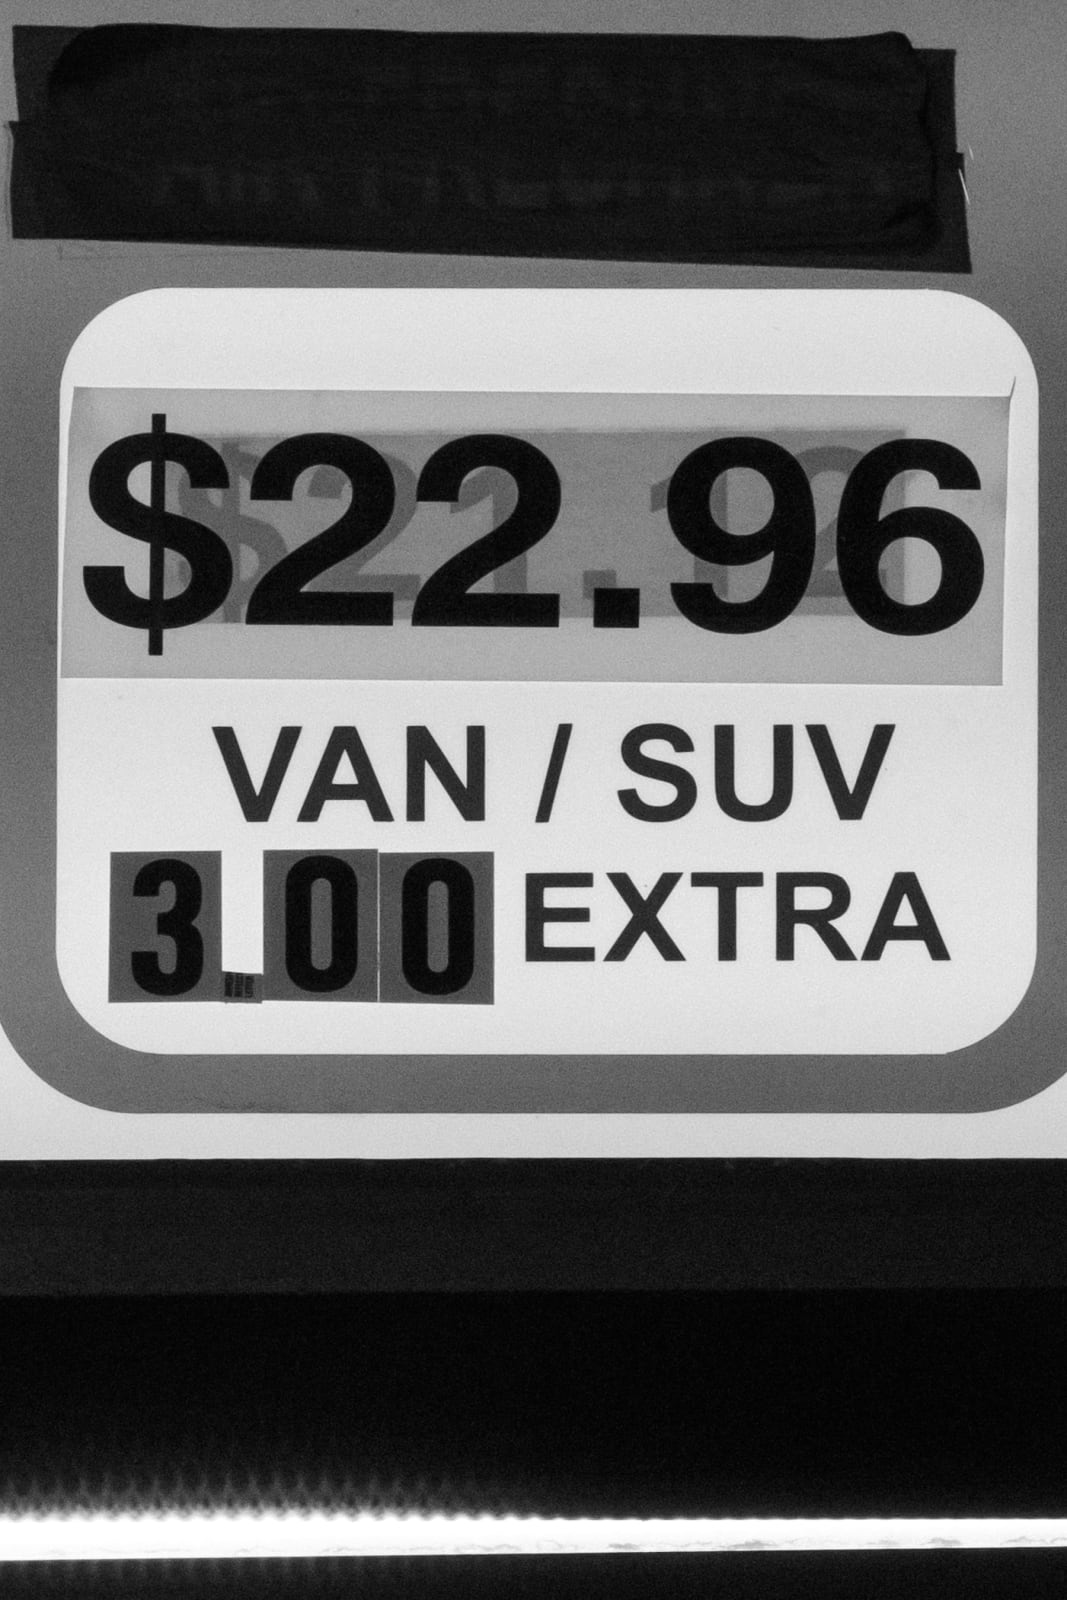 $22.96
VAN / SUV
3.00 EXTRA